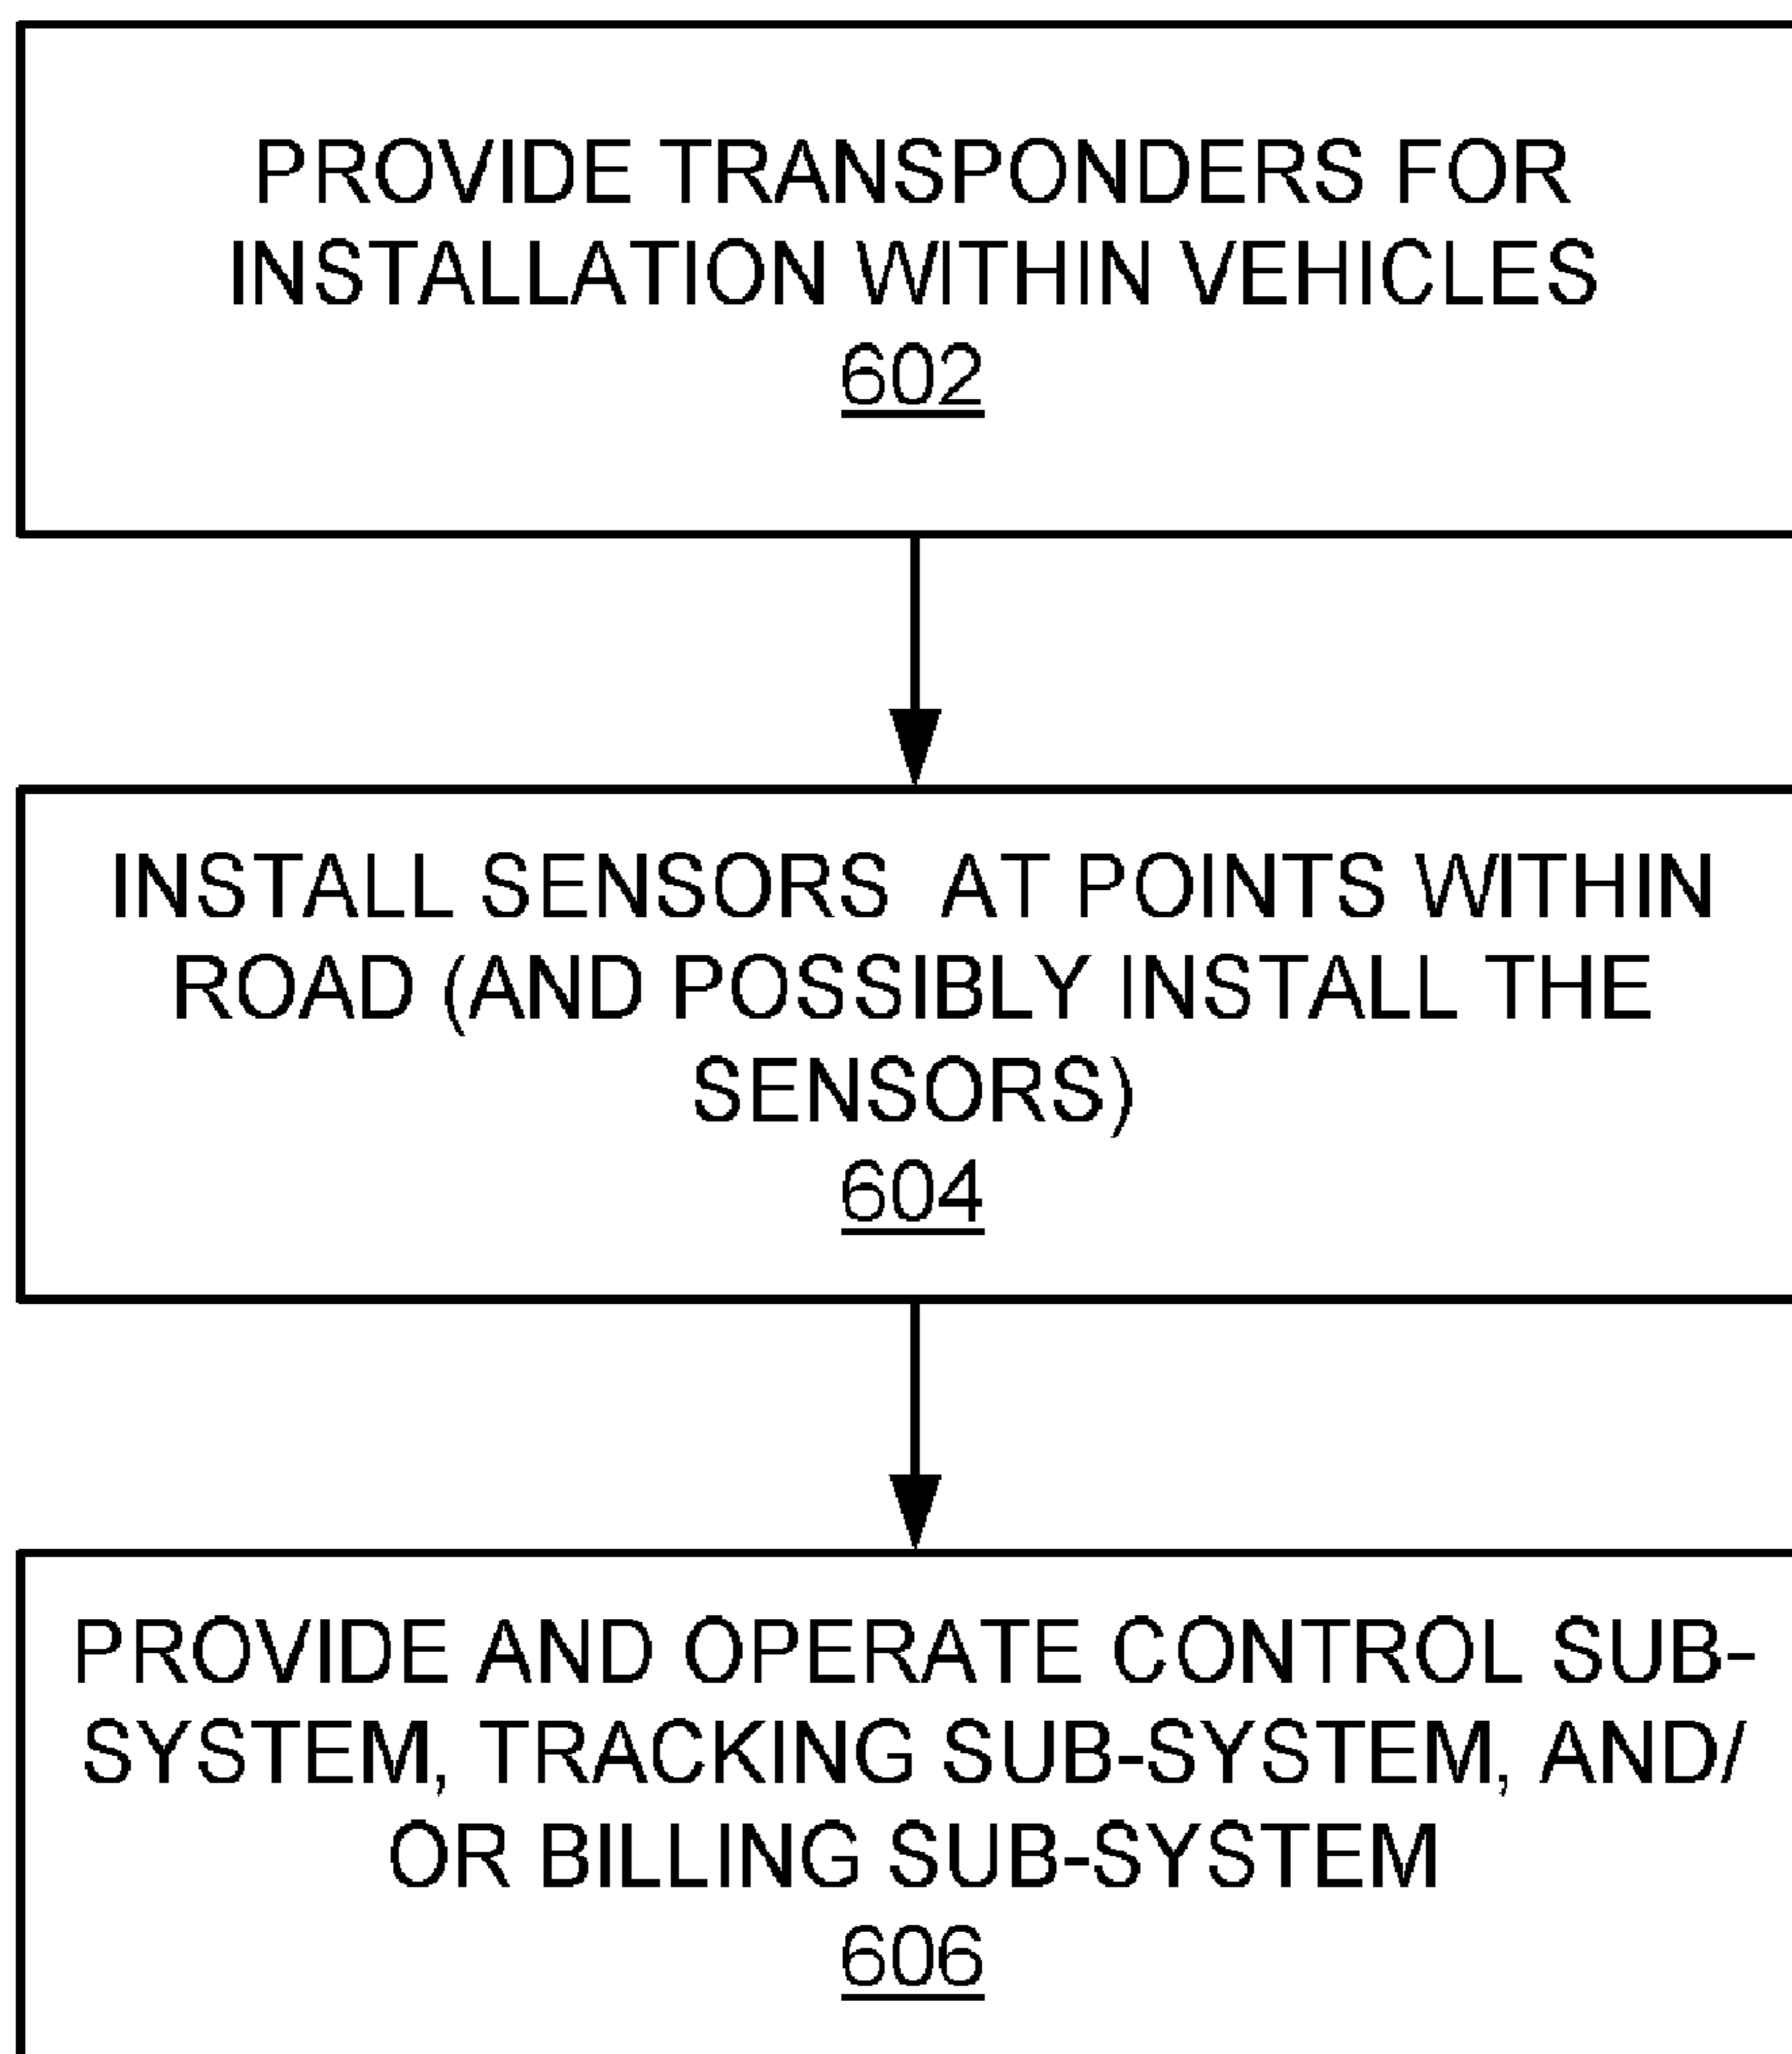 PROVIDE TRANSPONDERS FOR
INSTALLATION WITHIN VEHICLES
602
INSTALL SENSORS AT POINTS WITHIN
ROAD (AND POSSIBLY INSTALL THE
SENSORS)
604
PROVIDE AND OPERATE CONTROL SUB-
SYSTEM, TRACKING SUB-SYSTEM, AND/
OR BILLING SUB-SYSTEM
606